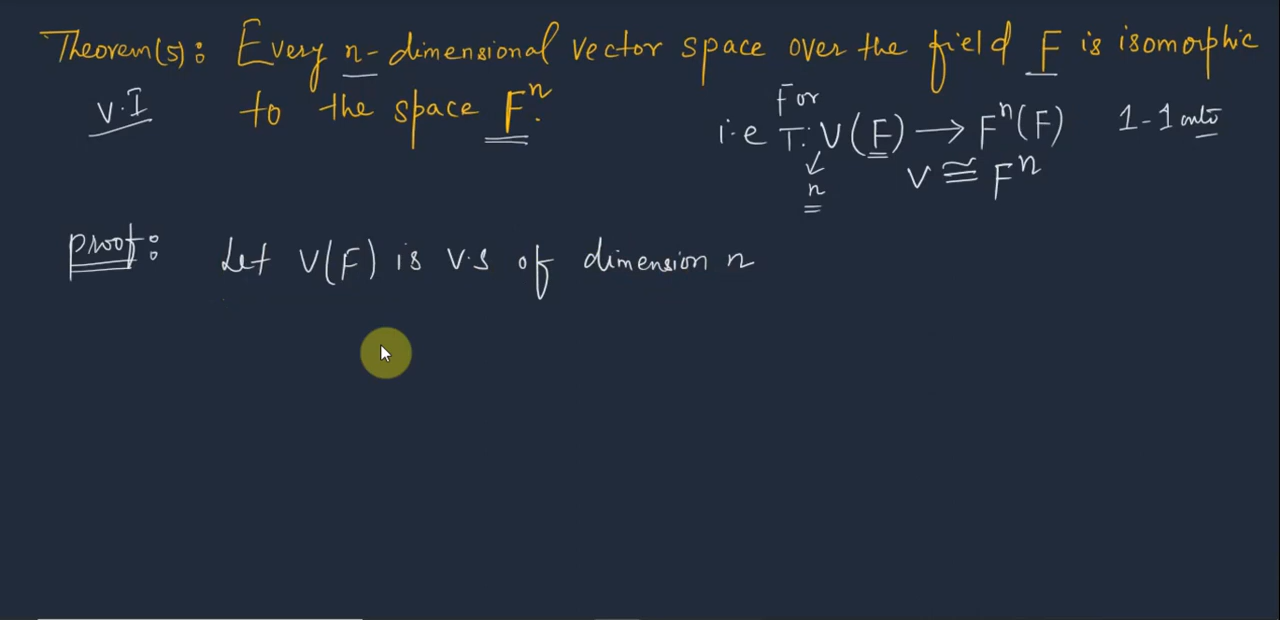 Theorem(5): Every n-dimensional vector space over the field F is isomorphic
V.I to the space Fⁿ.
For
i.e T: V(F) → Fⁿ(F) 1-1 onto
↓ V ≅ Fⁿ
n
Proof: Let V(F) is V.S of dimension n